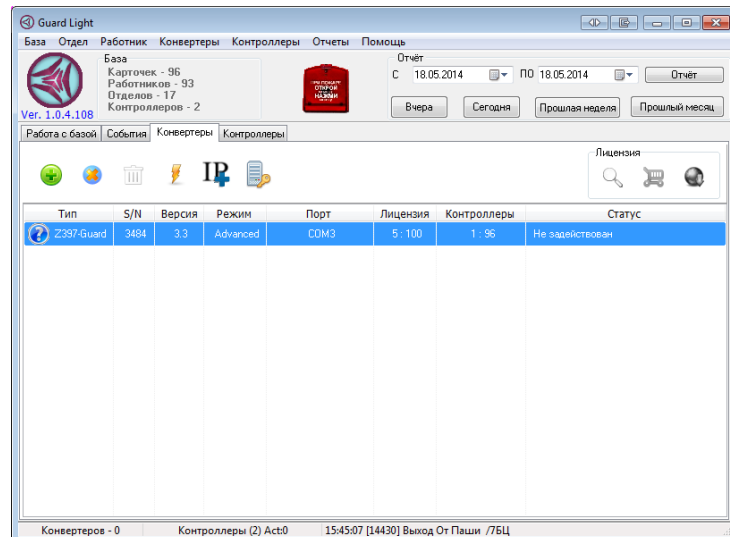 Guard Light
База Отдел Работник Конвертеры Контроллеры Отчеты Помощь
База
Карточек - 96
Работников - 93
Отделов - 17
Контроллеров - 2
Ver. 1.0.4.108
ОТКРОЙ
НАЖМИ
Отчёт
С 18.05.2014 ПО 18.05.2014 Отчёт
Вчера Сегодня Прошлая неделя Прошлый месяц
Работа с базой События Конвертеры Контроллеры
IP
Лицензия
Тип S/N Версия Режим Порт Лицензия Контроллеры Статус
Z397-Guard 3484 3.3 Advanced COM3 5 : 100 1 : 96 Не задействован
Конвертеров - 0 Контроллеры (2) Act:0 15:45:07 [14430] Выход От Паши /7БЦ